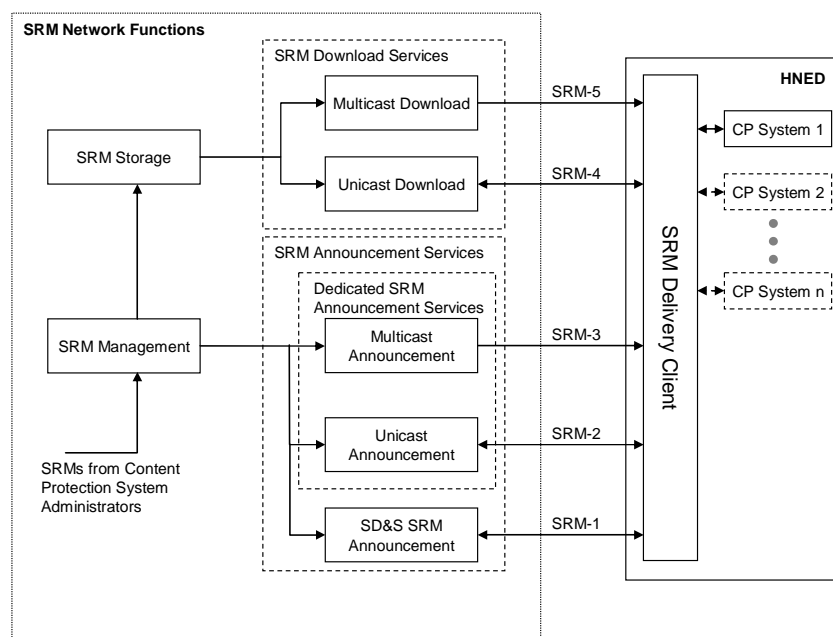 SRM Network Functions
SRM Download Services
Multicast Download
Unicast Download
SRM Storage
SRM Announcement Services
Dedicated SRM
Announcement Services
Multicast
Announcement
SRM Management
Unicast
Announcement
SD&S SRM
Announcement
SRMs from Content
Protection System
Administrators
SRM-5
SRM-4
SRM-3
SRM-2
SRM-1
HNED
SRM Delivery Client
CP System 1
CP System 2
CP System n